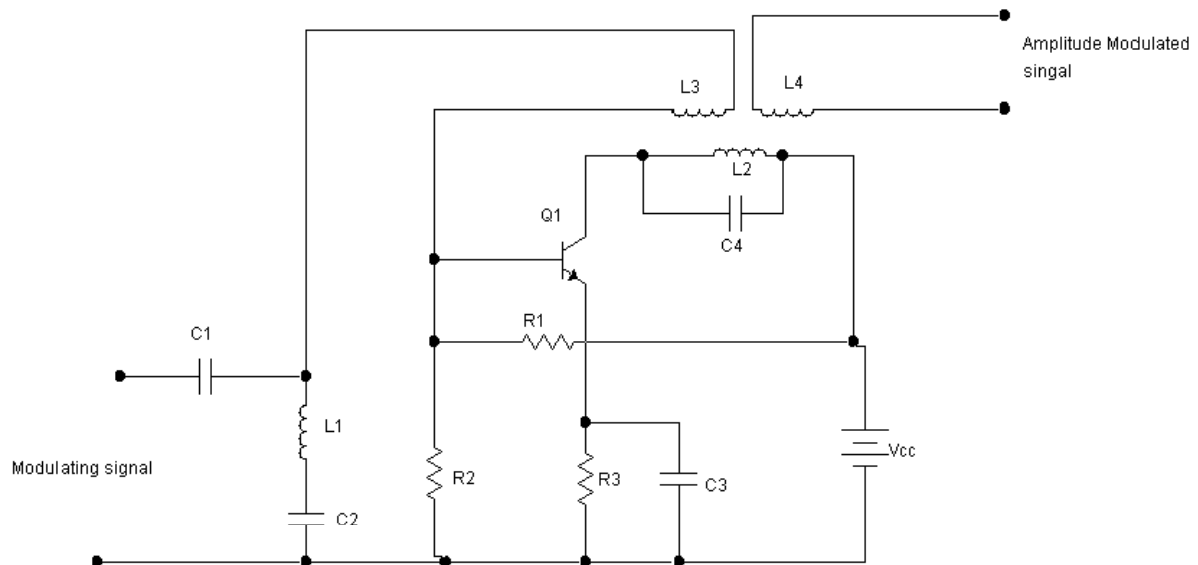 Amplitude Modulated
singal
L3
L4
L2
Q1
C4
R1
C1
L1
Modulating signal
R2
R3
C3
Vcc
C2